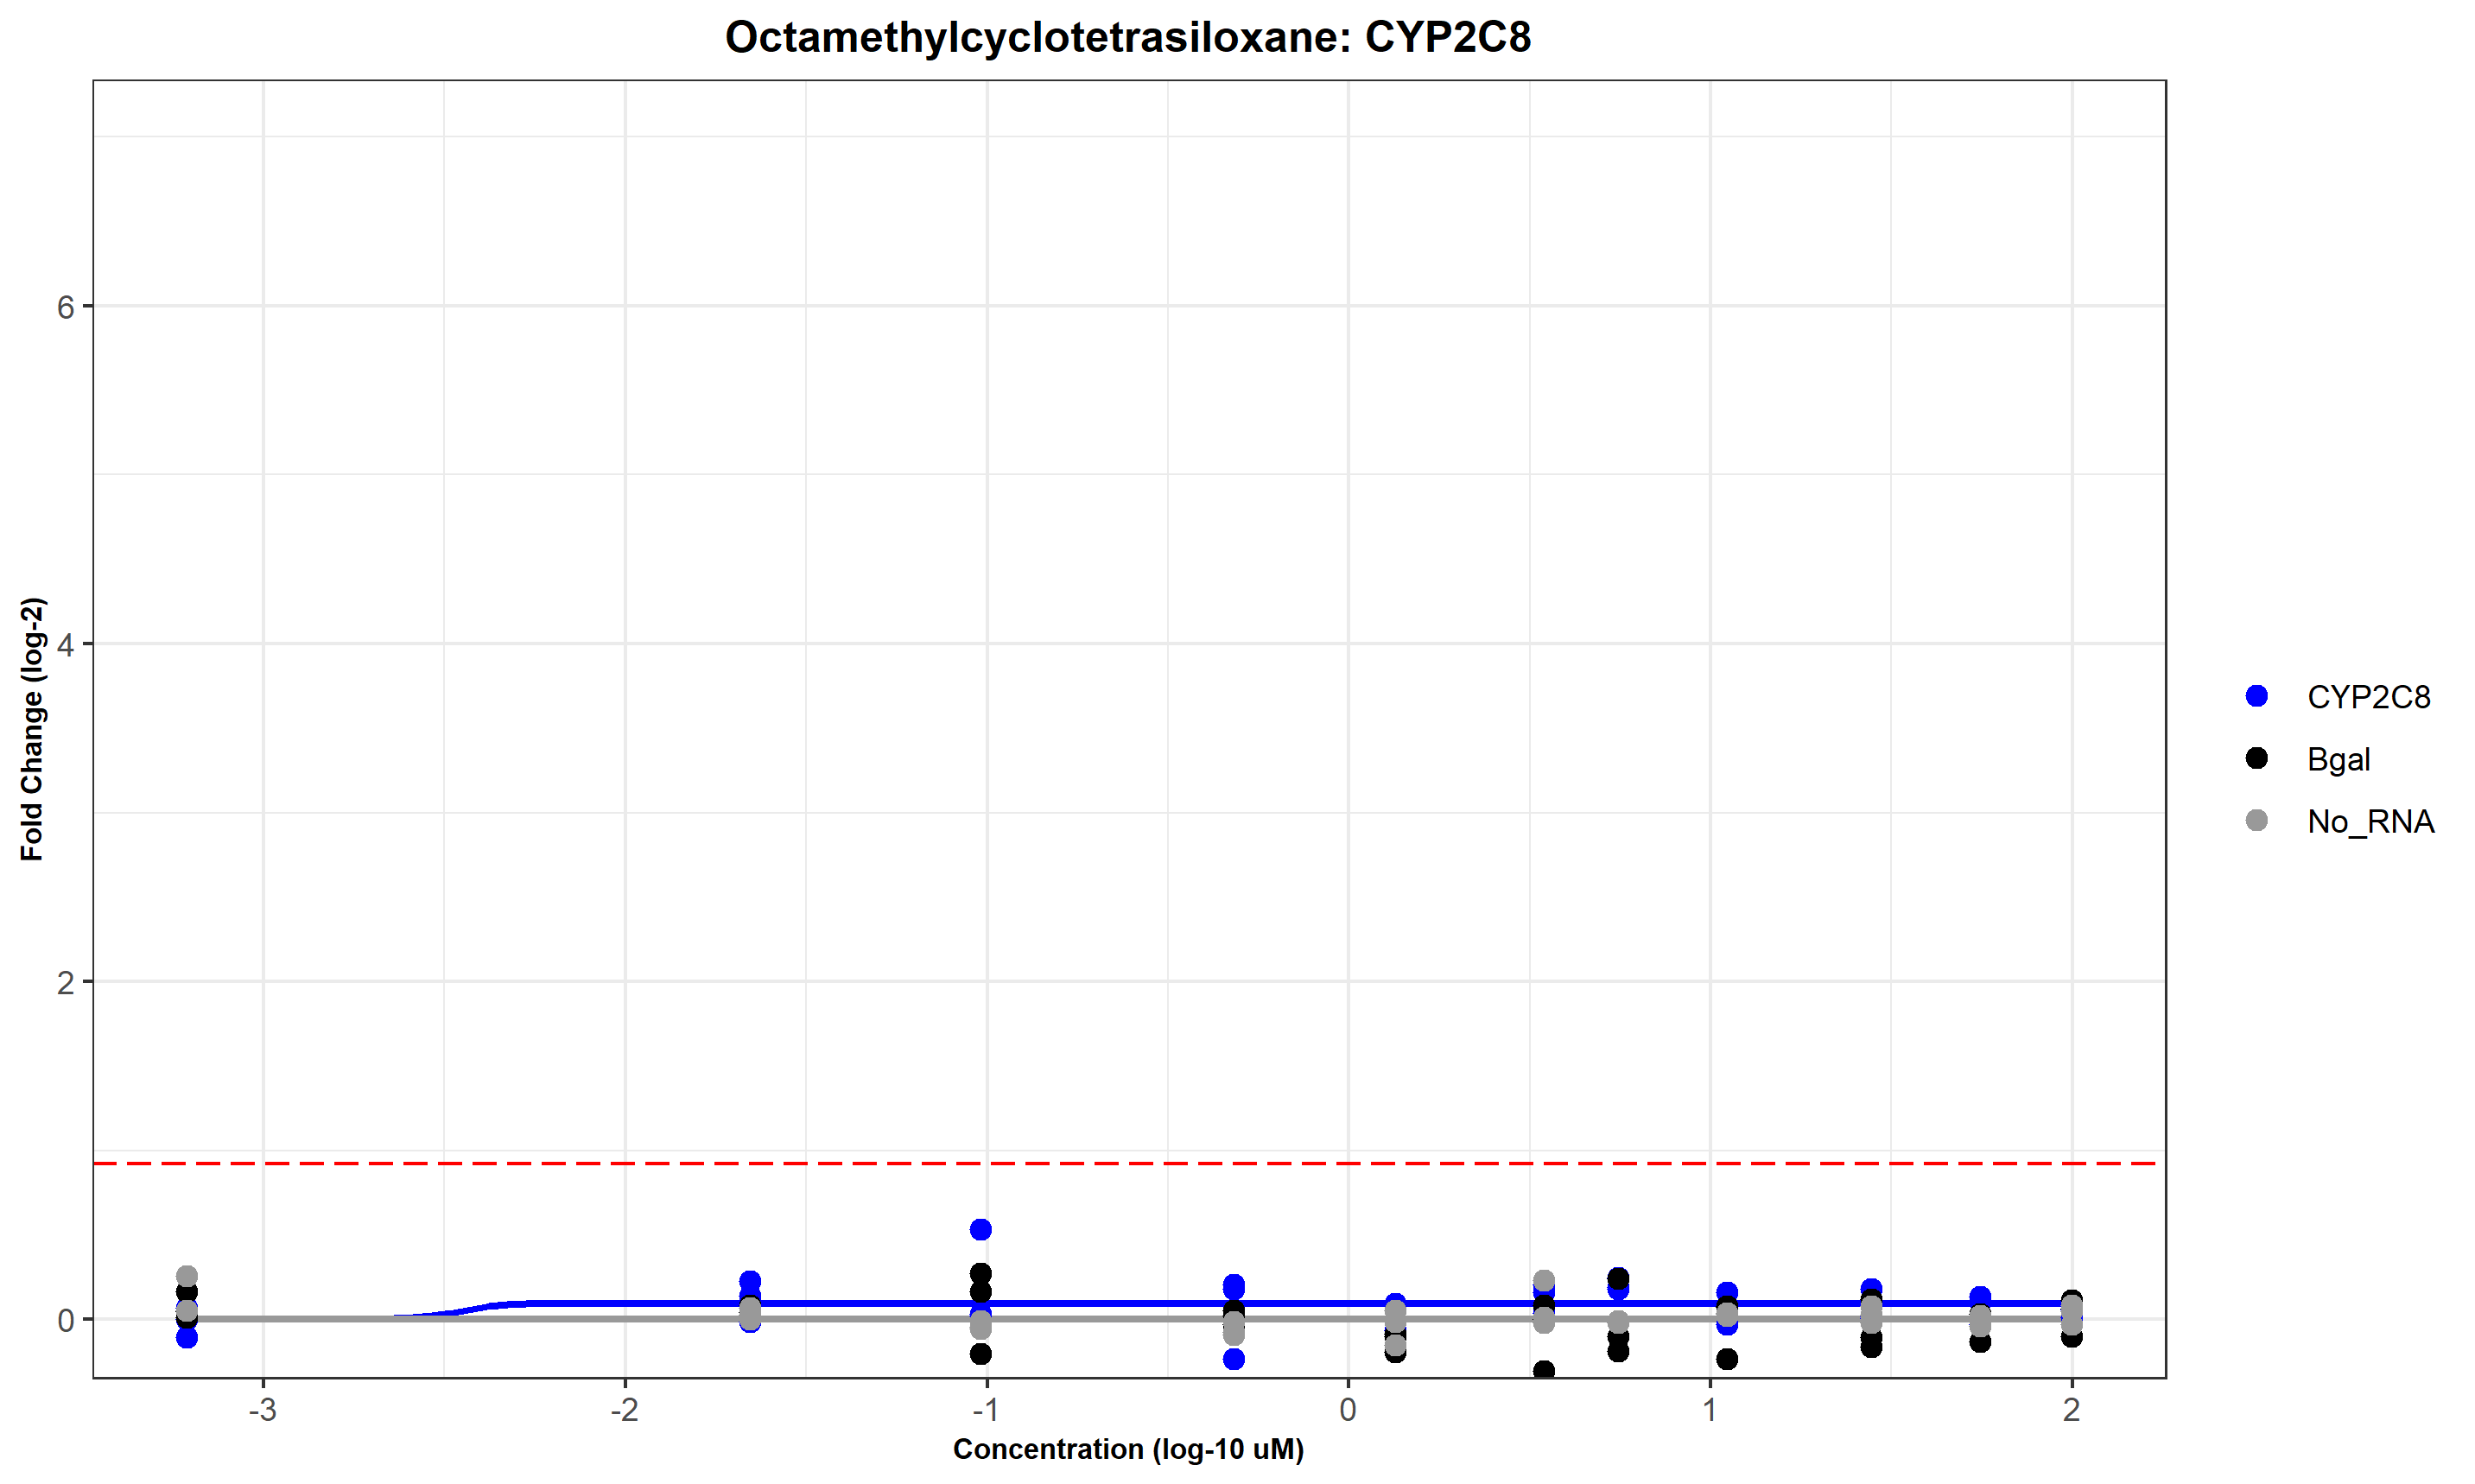 Octamethylcyclotetrasiloxane: CYP2C8
Fold Change (log-2)
6
4
2
0
-3
-2
-1
0
1
2
Concentration (log-10 uM)
CYP2C8
Bgal
No_RNA